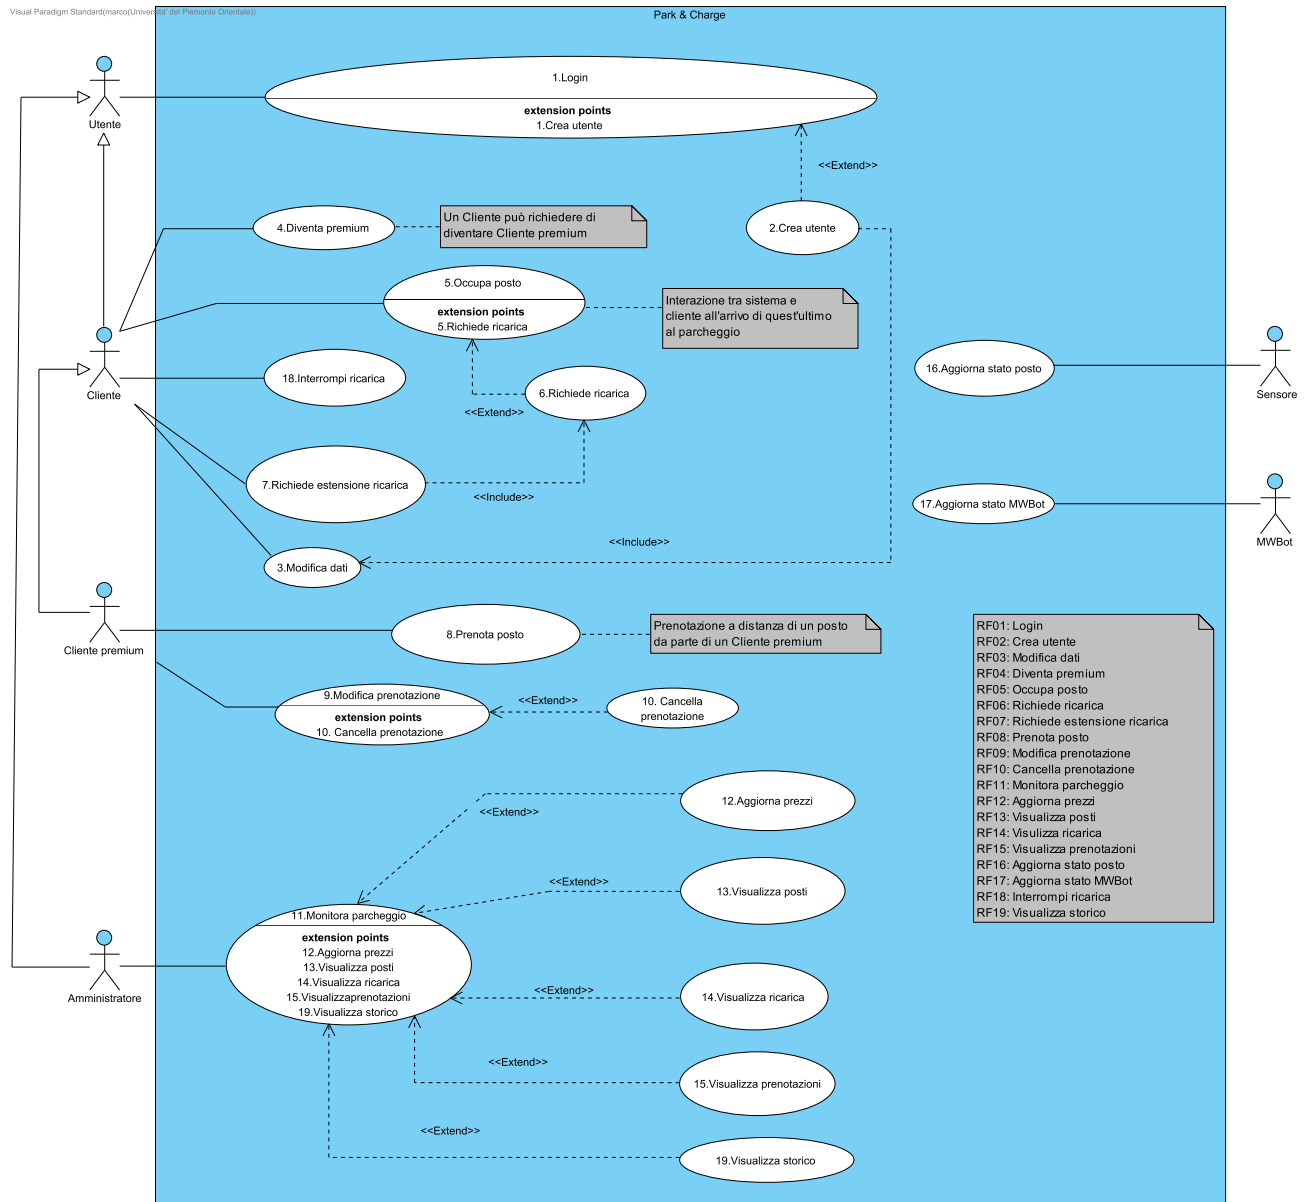 Visual Paradigm Standard(marco(Universita' del Piemonte Orientale))
Park & Charge
1.Login
extension points
1.Crea utente
Utente
<<Extend>>
4.Diventa premium
Un Cliente può richiedere di
diventare Cliente premium
2.Crea utente
5.Occupa posto
extension points
5.Richiede ricarica
Interazione tra sistema e
cliente all'arrivo di quest'ultimo
al parcheggio
Cliente
18.Interrompi ricarica
6.Richiede ricarica
<<Extend>>
16.Aggiorna stato posto
Sensore
7.Richiede estensione ricarica
<<Include>>
17.Aggiorna stato MWBot
MWBot
<<Include>>
3.Modifica dati
Cliente premium
8.Prenota posto
Prenotazione a distanza di un posto
da parte di un Cliente premium
9.Modifica prenotazione
extension points
10. Cancella prenotazione
<<Extend>>
10. Cancella
prenotazione
RF01: Login
RF02: Crea utente
RF03: Modifica dati
RF04: Diventa premium
RF05: Occupa posto
RF06: Richiede ricarica
RF07: Richiede estensione ricarica
RF08: Prenota posto
RF09: Modifica prenotazione
RF10: Cancella prenotazione
RF11: Monitora parcheggio
RF12: Aggiorna prezzi
RF13: Visualizza posti
RF14: Visulizza ricarica
RF15: Visualizza prenotazioni
RF16: Aggiorna stato posto
RF17: Aggiorna stato MWBot
RF18: Interrompi ricarica
RF19: Visualizza storico
12.Aggiorna prezzi
<<Extend>>
13.Visualizza posti
<<Extend>>
11.Monitora parcheggio
extension points
12.Aggiorna prezzi
13.Visualizza posti
14.Visualizza ricarica
15.Visualizzaprenotazioni
19.Visualizza storico
Amministratore
<<Extend>>
14.Visualizza ricarica
<<Extend>>
15.Visualizza prenotazioni
<<Extend>>
19.Visualizza storico